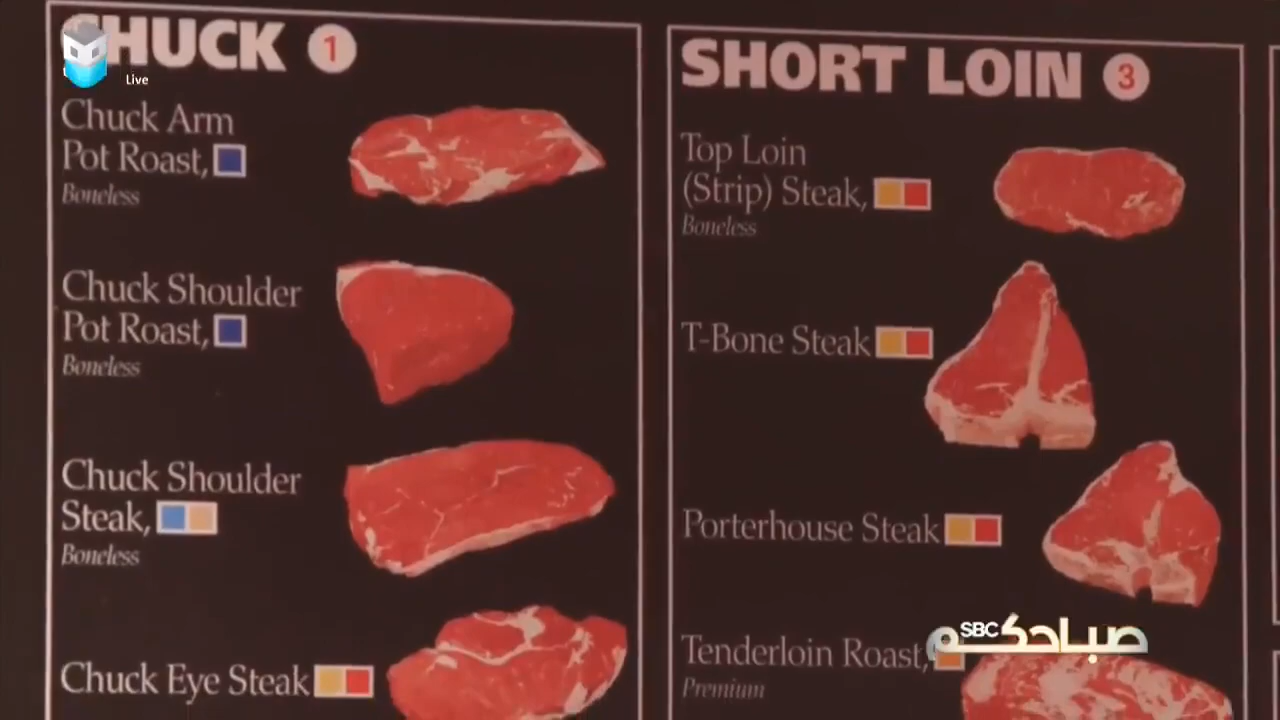 CHUCK 1
Chuck Arm
Pot Roast,
Boneless
Chuck Shoulder
Pot Roast,
Boneless
Chuck Shoulder
Steak,
Boneless
Chuck Eye Steak
SHORT LOIN 3
Top Loin
(Strip) Steak,
Boneless
T-Bone Steak
Porterhouse Steak
Tenderloin Roast,
Premium
Live
صباحكم SBC